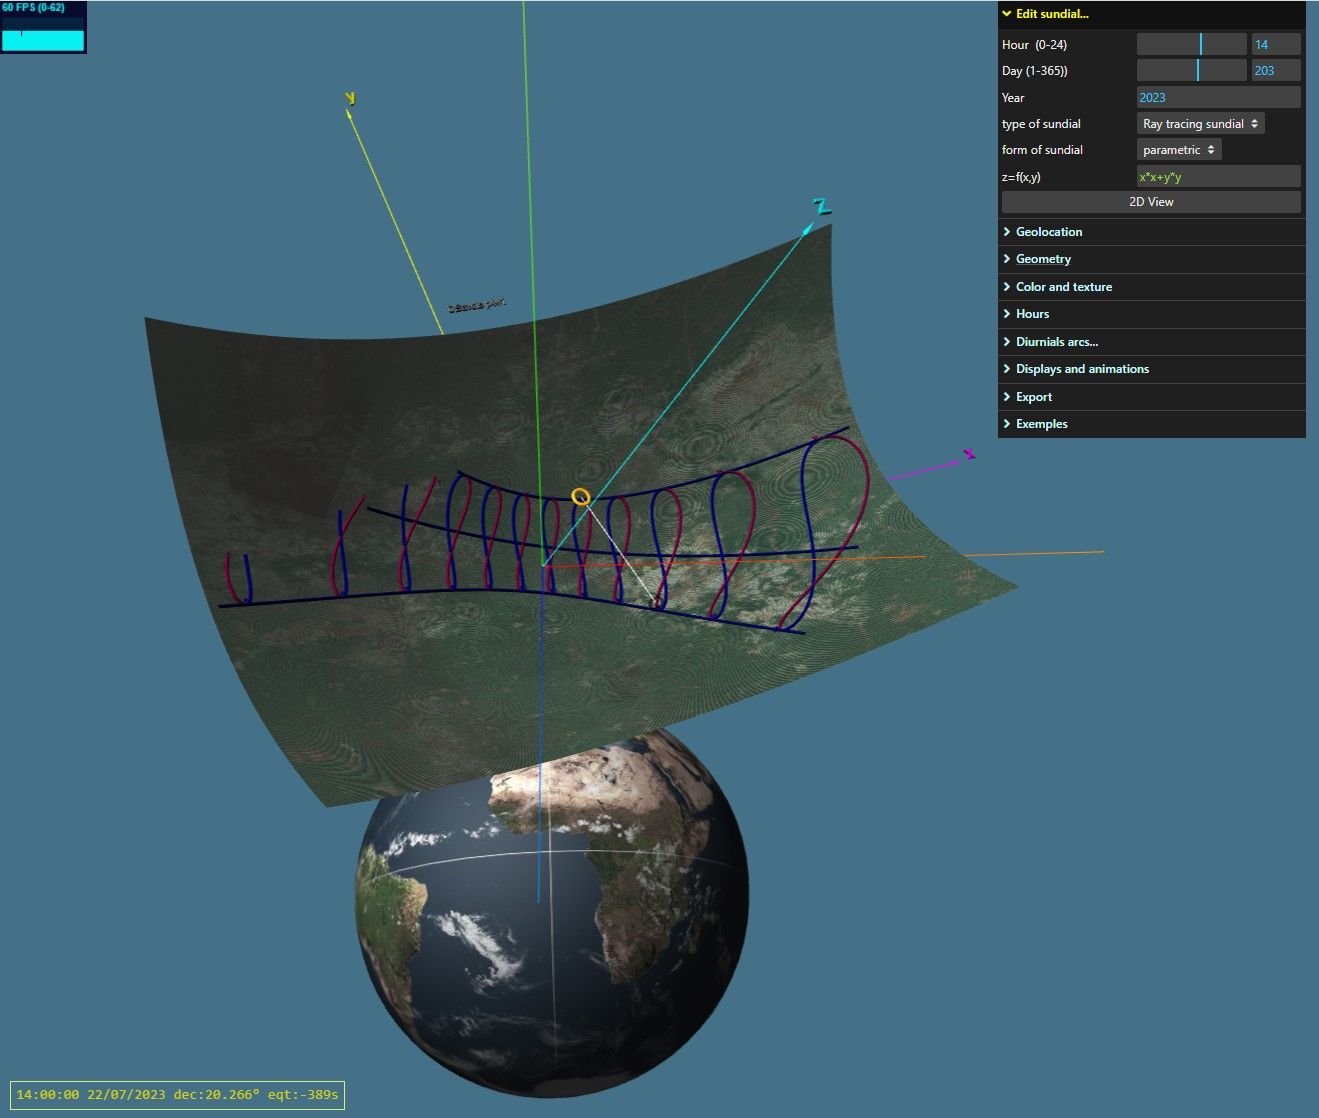 60 FPS (0-62)
Edit sundial...
Hour (0-24)
14
Day (1-365))
203
Year
2023
type of sundial
Ray tracing sundial
form of sundial
parametric
z=f(x,y)
x*x+y*y
2D View
Geolocation
Geometry
Color and texture
Hours
Diurnials arcs...
Displays and animations
Export
Exemples
Y
Z
X
14:00:00 22/07/2023 dec:20.266° eqt:-389s